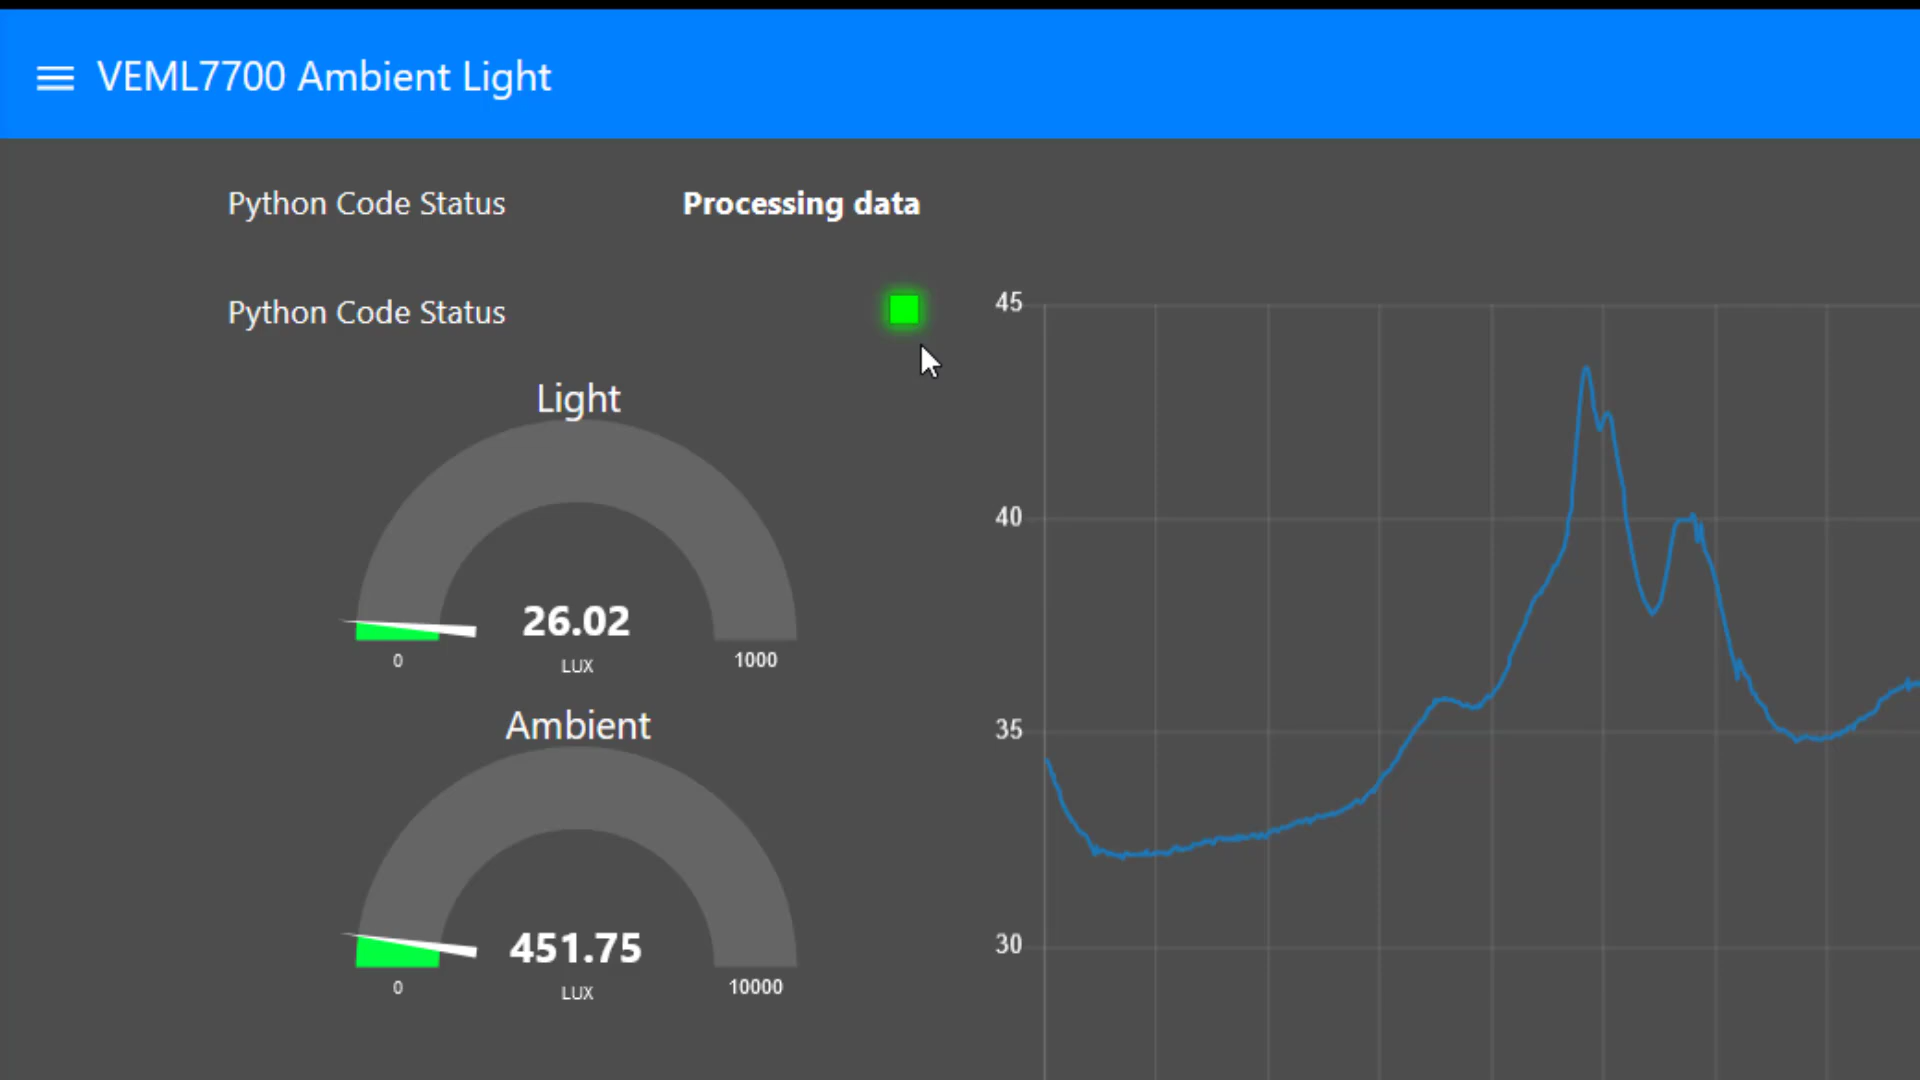 VEML7700 Ambient Light
Python Code Status Processing data
Python Code Status
Light
26.02
0 LUX 1000
Ambient
451.75
0 LUX 10000
45
40
35
30